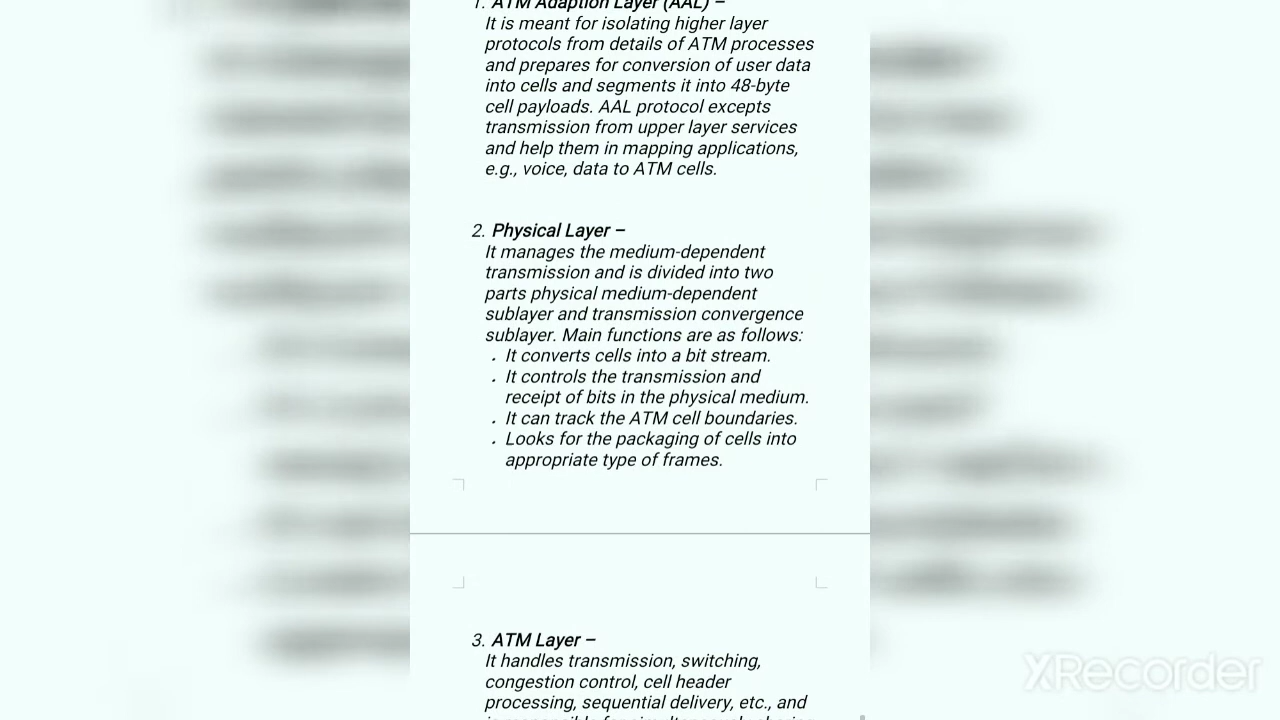 1. ATM Adaption Layer (AAL) –
It is meant for isolating higher layer
protocols from details of ATM processes
and prepares for conversion of user data
into cells and segments it into 48-byte
cell payloads. AAL protocol excepts
transmission from upper layer services
and help them in mapping applications,
e.g., voice, data to ATM cells.
2. Physical Layer –
It manages the medium-dependent
transmission and is divided into two
parts physical medium-dependent
sublayer and transmission convergence
sublayer. Main functions are as follows:
. It converts cells into a bit stream.
. It controls the transmission and
receipt of bits in the physical medium.
. It can track the ATM cell boundaries.
. Looks for the packaging of cells into
appropriate type of frames.
3. ATM Layer –
It handles transmission, switching,
congestion control, cell header
processing, sequential delivery, etc., and
is responsible for simultaneously sharing
XRecorder